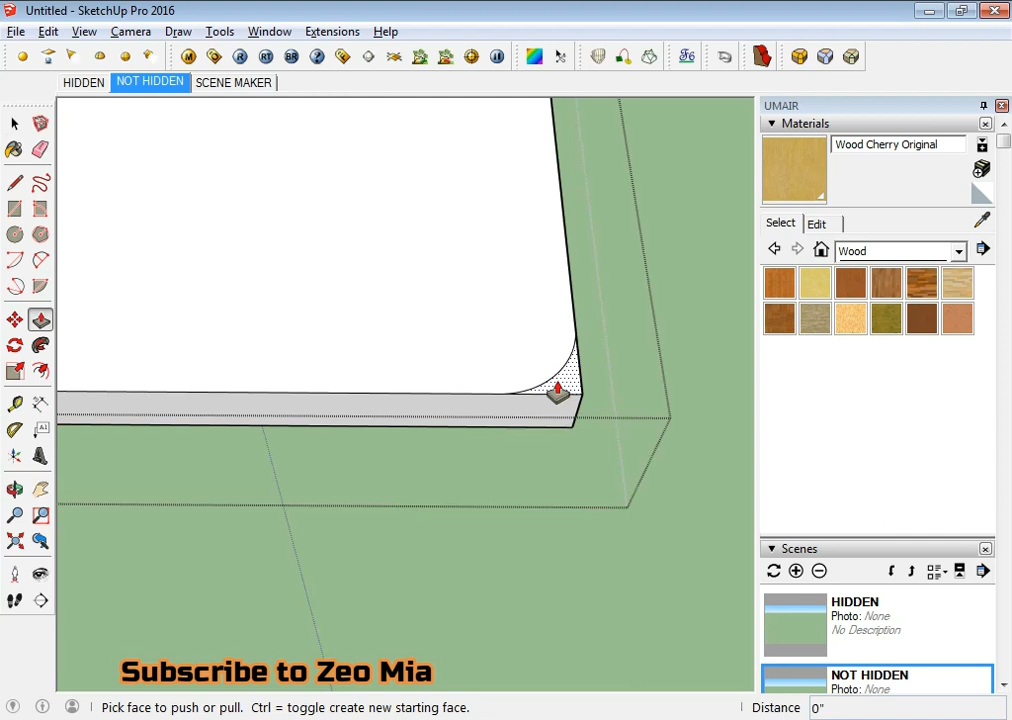 Untitled - SketchUp Pro 2016
File Edit View Camera Draw Tools Window Extensions Help
M R RT BR ?
HIDDEN NOT HIDDEN SCENE MAKER
UMAIR
Materials
Wood Cherry Original
Select Edit
Wood
Scenes
HIDDEN
Photo: None
No Description
NOT HIDDEN
Photo: None
Subscribe to Zeo Mia
Pick face to push or pull. Ctrl = toggle create new starting face.
Distance 0"